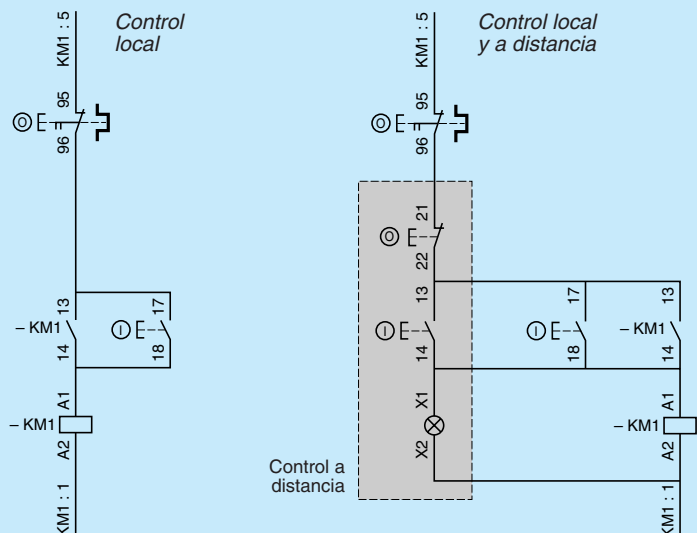 Control
local
KM1 : 5
95
O
96
13
17
– KM1
I
14
18
A1
– KM1
A2
KM1 : 1
Control local
y a distancia
KM1 : 5
95
O
96
21
O
22
13
17
13
I
I
– KM1
14
18
14
X1
A1
– KM1
X2
A2
Control a
distancia
KM1 : 1